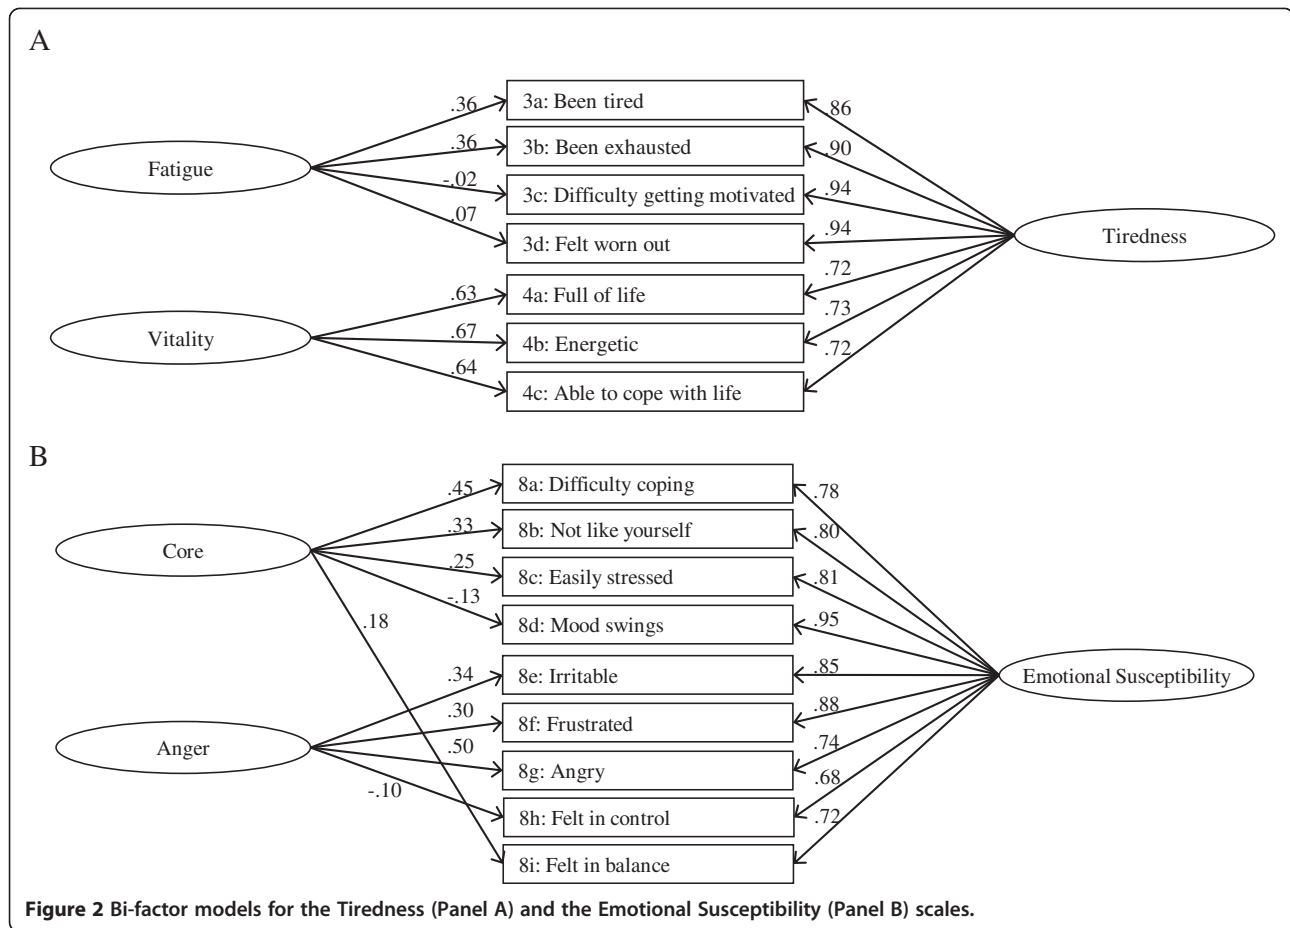 A
Fatigue
Vitality
.36
.36
-.02
.07
.63
.67
.64
3a: Been tired
3b: Been exhausted
3c: Difficulty getting motivated
3d: Felt worn out
4a: Full of life
4b: Energetic
4c: Able to cope with life
.86
.90
.94
.94
.72
.73
.72
Tiredness
B
Core
Anger
.45
.33
.25
-.13
.18
.34
.30
.50
-.10
8a: Difficulty coping
8b: Not like yourself
8c: Easily stressed
8d: Mood swings
8e: Irritable
8f: Frustrated
8g: Angry
8h: Felt in control
8i: Felt in balance
.78
.80
.81
.95
.85
.88
.74
.68
.72
Emotional Susceptibility
Figure 2 Bi-factor models for the Tiredness (Panel A) and the Emotional Susceptibility (Panel B) scales.